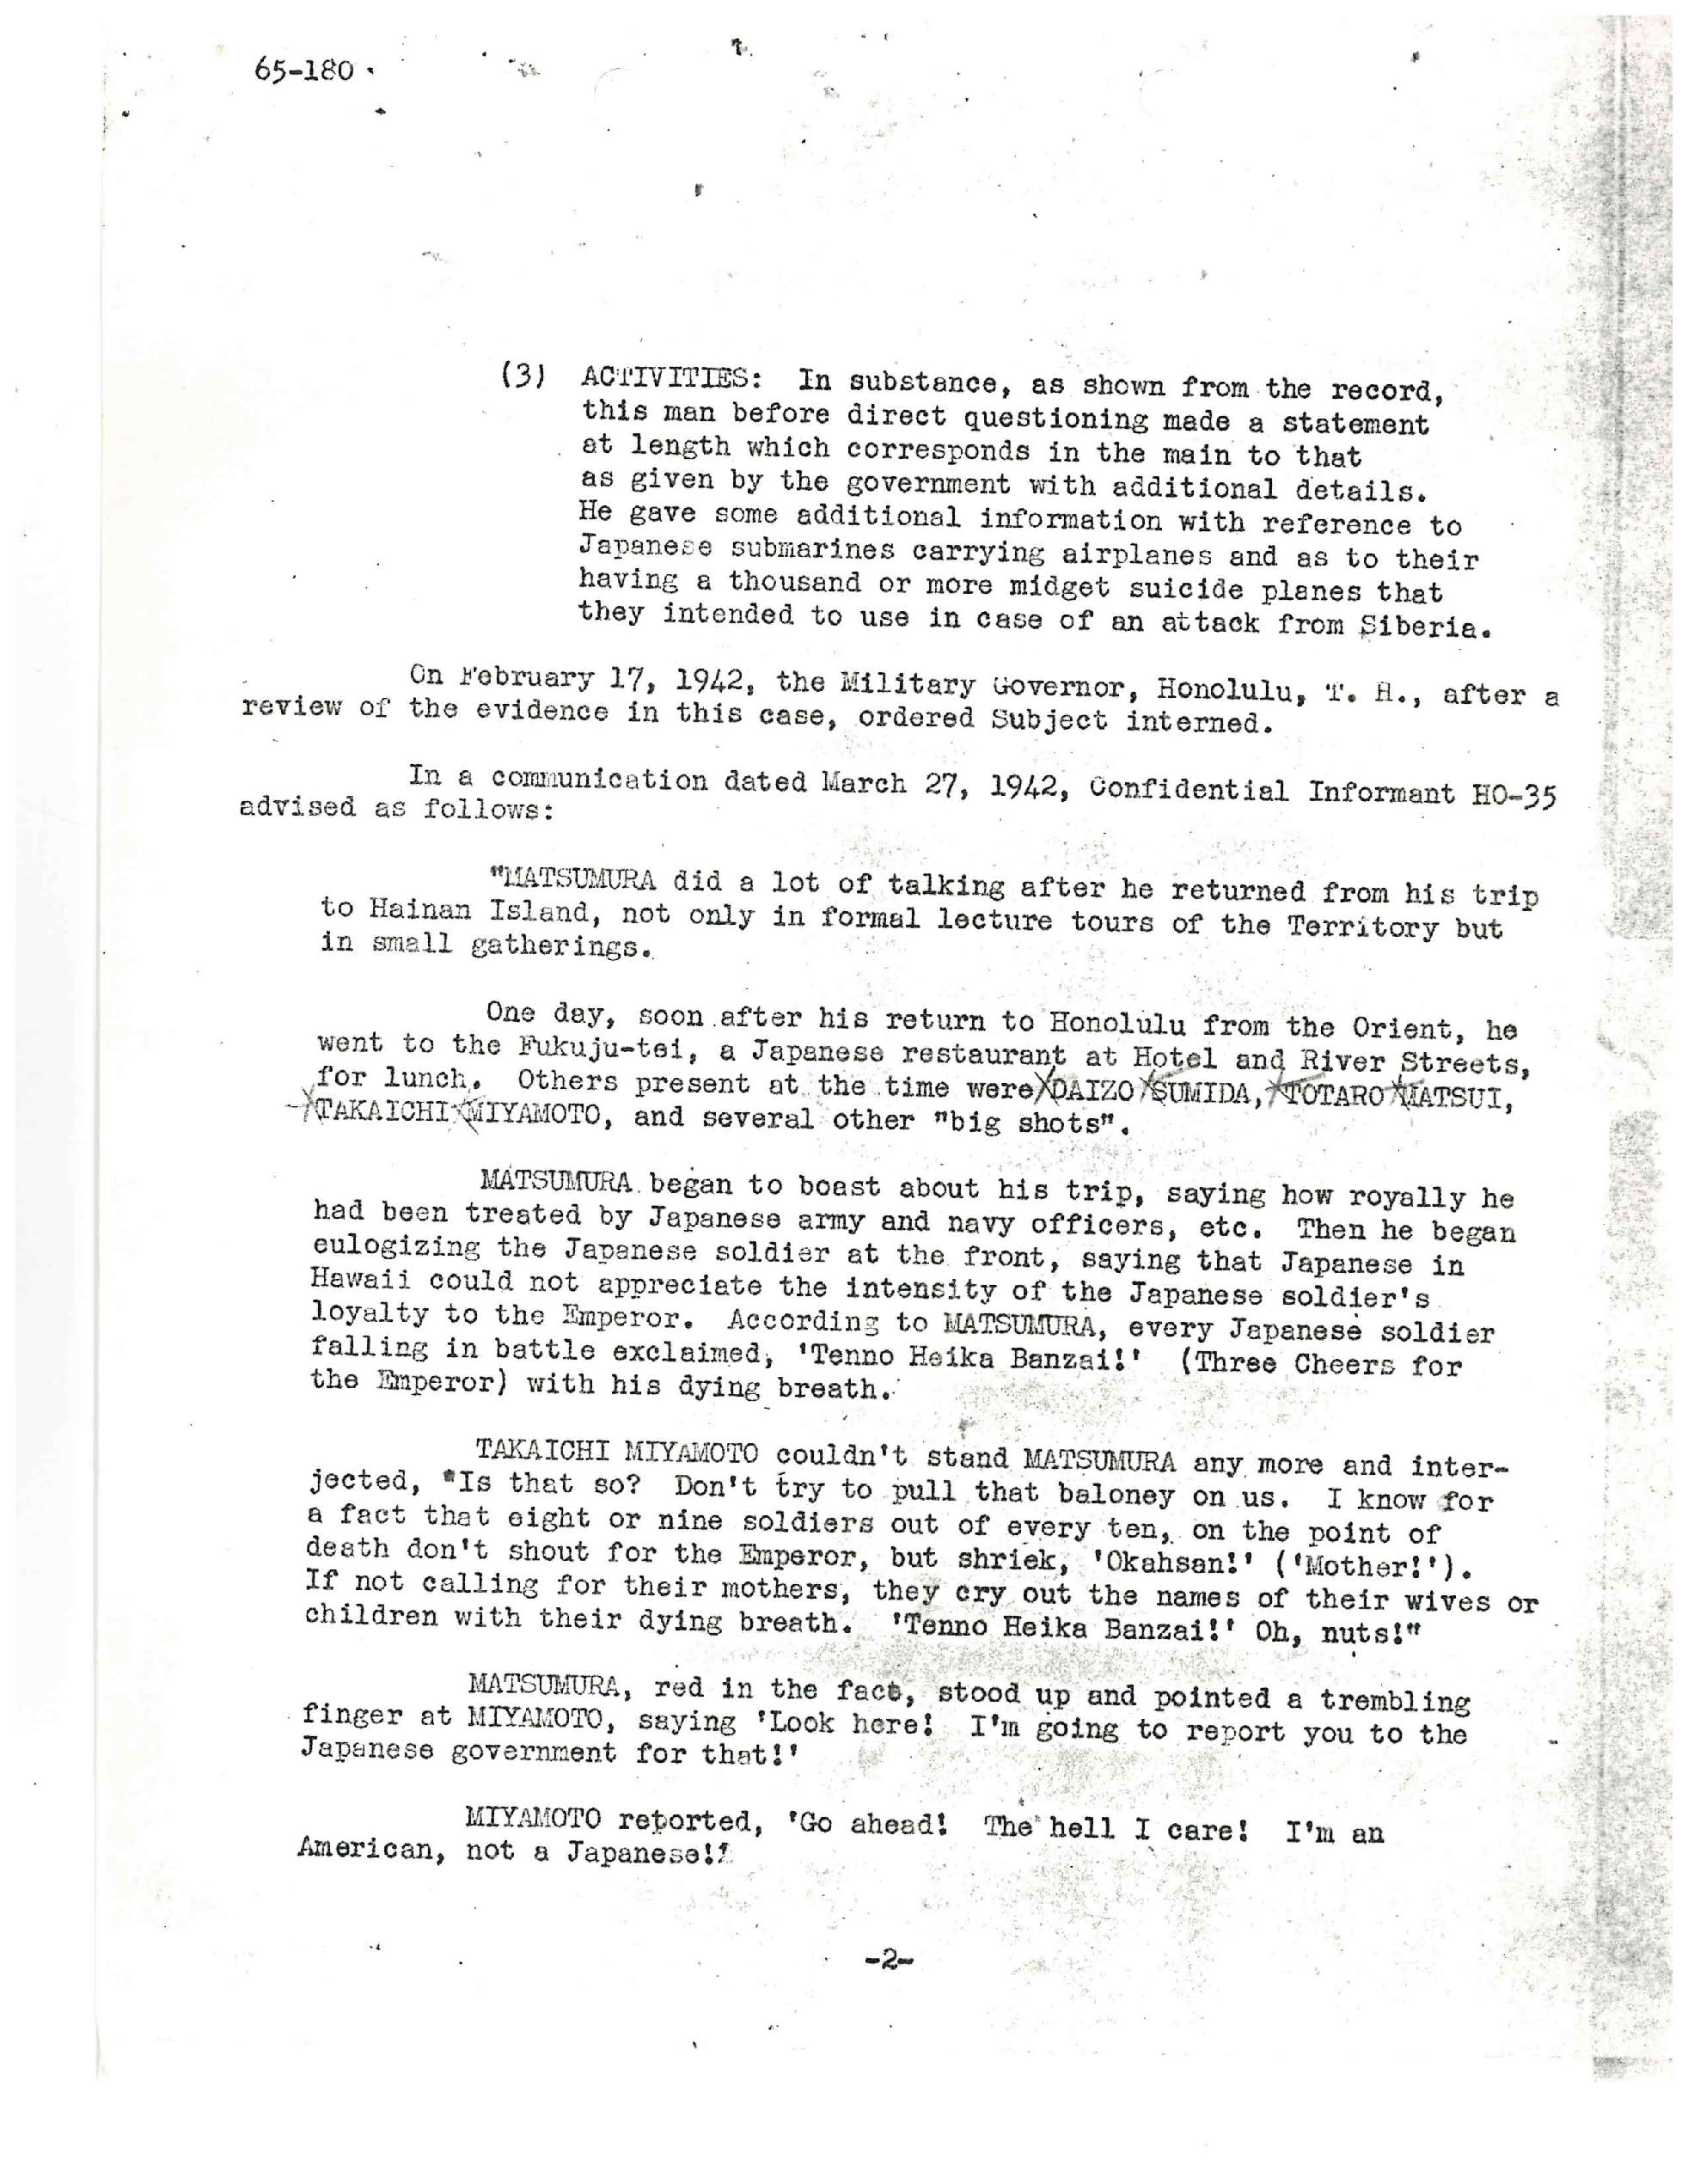 65-180
(3) ACTIVITIES: In substance, as shown from the record,
this man before direct questioning made a statement
at length which corresponds in the main to that
as given by the government with additional details.
He gave some additional information with reference to
Japanese submarines carrying airplanes and as to their
having a thousand or more midget suicide planes that
they intended to use in case of an attack from Siberia.
On February 17, 1942, the Military Governor, Honolulu, T. H., after a
review of the evidence in this case, ordered Subject interned.
In a communication dated March 27, 1942, Confidential Informant HO-35
advised as follows:
"MATSUMURA did a lot of talking after he returned from his trip
to Hainan Island, not only in formal lecture tours of the Territory but
in small gatherings.
One day, soon after his return to Honolulu from the Orient, he
went to the Fukuju-tei, a Japanese restaurant at Hotel and River Streets,
for lunch. Others present at the time were DAIZO SUMIDA, TOTARO MATSUI,
TAKAICHI MIYAMOTO, and several other "big shots".
MATSUMURA began to boast about his trip, saying how royally he
had been treated by Japanese army and navy officers, etc. Then he began
eulogizing the Japanese soldier at the front, saying that Japanese in
Hawaii could not appreciate the intensity of the Japanese soldier's
loyalty to the Emperor. According to MATSUMURA, every Japanese soldier
falling in battle exclaimed, 'Tenno Heika Banzai!' (Three Cheers for
the Emperor) with his dying breath.
TAKAICHI MIYAMOTO couldn't stand MATSUMURA any more and inter-
jected, "Is that so? Don't try to pull that baloney on us. I know for
a fact that eight or nine soldiers out of every ten, on the point of
death don't shout for the Emperor, but shriek, 'Okahsan!' ('Mother!').
If not calling for their mothers, they cry out the names of their wives or
children with their dying breath. 'Tenno Heika Banzai!' Oh, nuts!"
MATSUMURA, red in the face, stood up and pointed a trembling
finger at MIYAMOTO, saying 'Look here! I'm going to report you to the
Japanese government for that!'
MIYAMOTO retorted, 'Go ahead! The hell I care! I'm an
American, not a Japanese!'
-2-